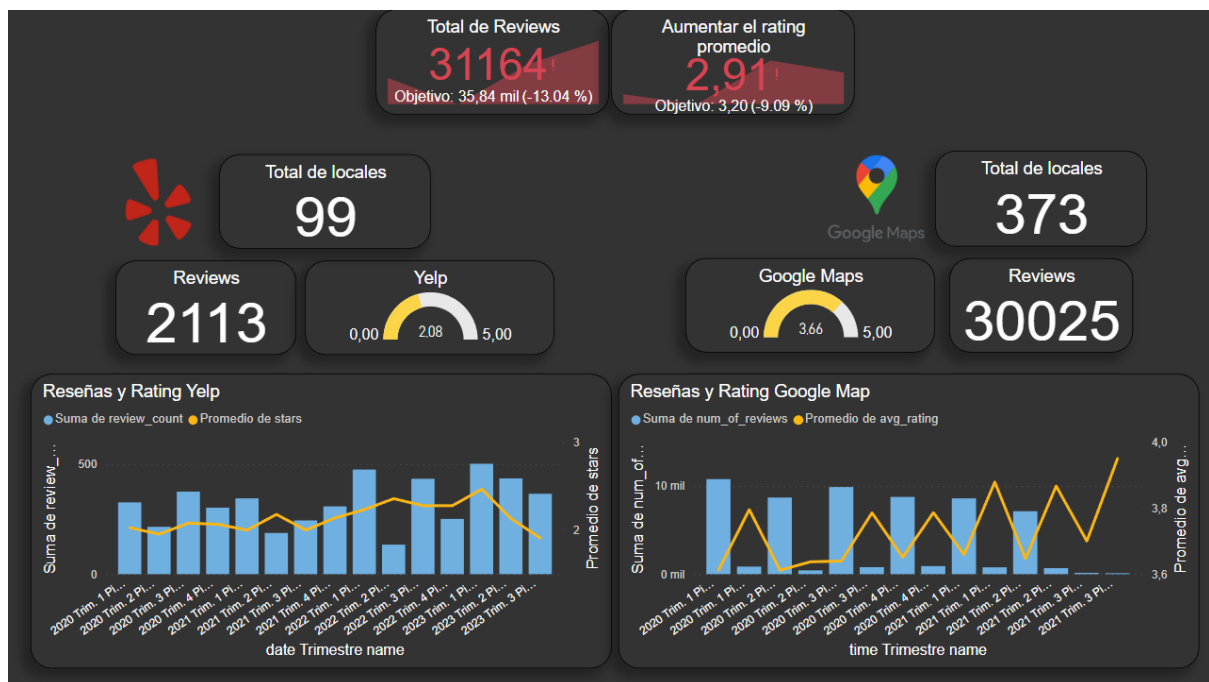 Total de Reviews
31164!
Objetivo: 35,84 mil (-13.04 %)
Aumentar el rating
promedio
2,91!
Objetivo: 3,20 (-9.09 %)
Total de locales
99
Google Maps
Total de locales
373
Reviews
2113
Yelp
0,00
2.08
5,00
Google Maps
0,00
3,66
5,00
Reviews
30025
Reseñas y Rating Yelp
Suma de review_count Promedio de stars
Suma de review_...
500
0
3
2
Promedio de stars
2020 Trim. 1 Pl...
2020 Trim. 2 Pl...
2020 Trim. 3 Pl...
2020 Trim. 4 Pl...
2021 Trim. 1 Pl...
2021 Trim. 2 Pl...
2021 Trim. 3 Pl...
2021 Trim. 4 Pl...
2022 Trim. 1 Pl...
2022 Trim. 2 Pl...
2022 Trim. 3 Pl...
2022 Trim. 4 Pl...
2023 Trim. 1 Pl...
2023 Trim. 2 Pl...
2023 Trim. 3 Pl...
date Trimestre name
Reseñas y Rating Google Map
Suma de num_of_reviews Promedio de avg_rating
Suma de num_of...
10 mil
0 mil
4,0
3,8
3,6
Promedio de avg...
2020 Trim. 1 Pl...
2020 Trim. 1 Pl...
2020 Trim. 2 Pl...
2020 Trim. 2 Pl...
2020 Trim. 3 Pl...
2020 Trim. 3 Pl...
2020 Trim. 4 Pl...
2020 Trim. 4 Pl...
2021 Trim. 1 Pl...
2021 Trim. 1 Pl...
2021 Trim. 2 Pl...
2021 Trim. 2 Pl...
2021 Trim. 3 Pl...
2021 Trim. 3 Pl...
time Trimestre name